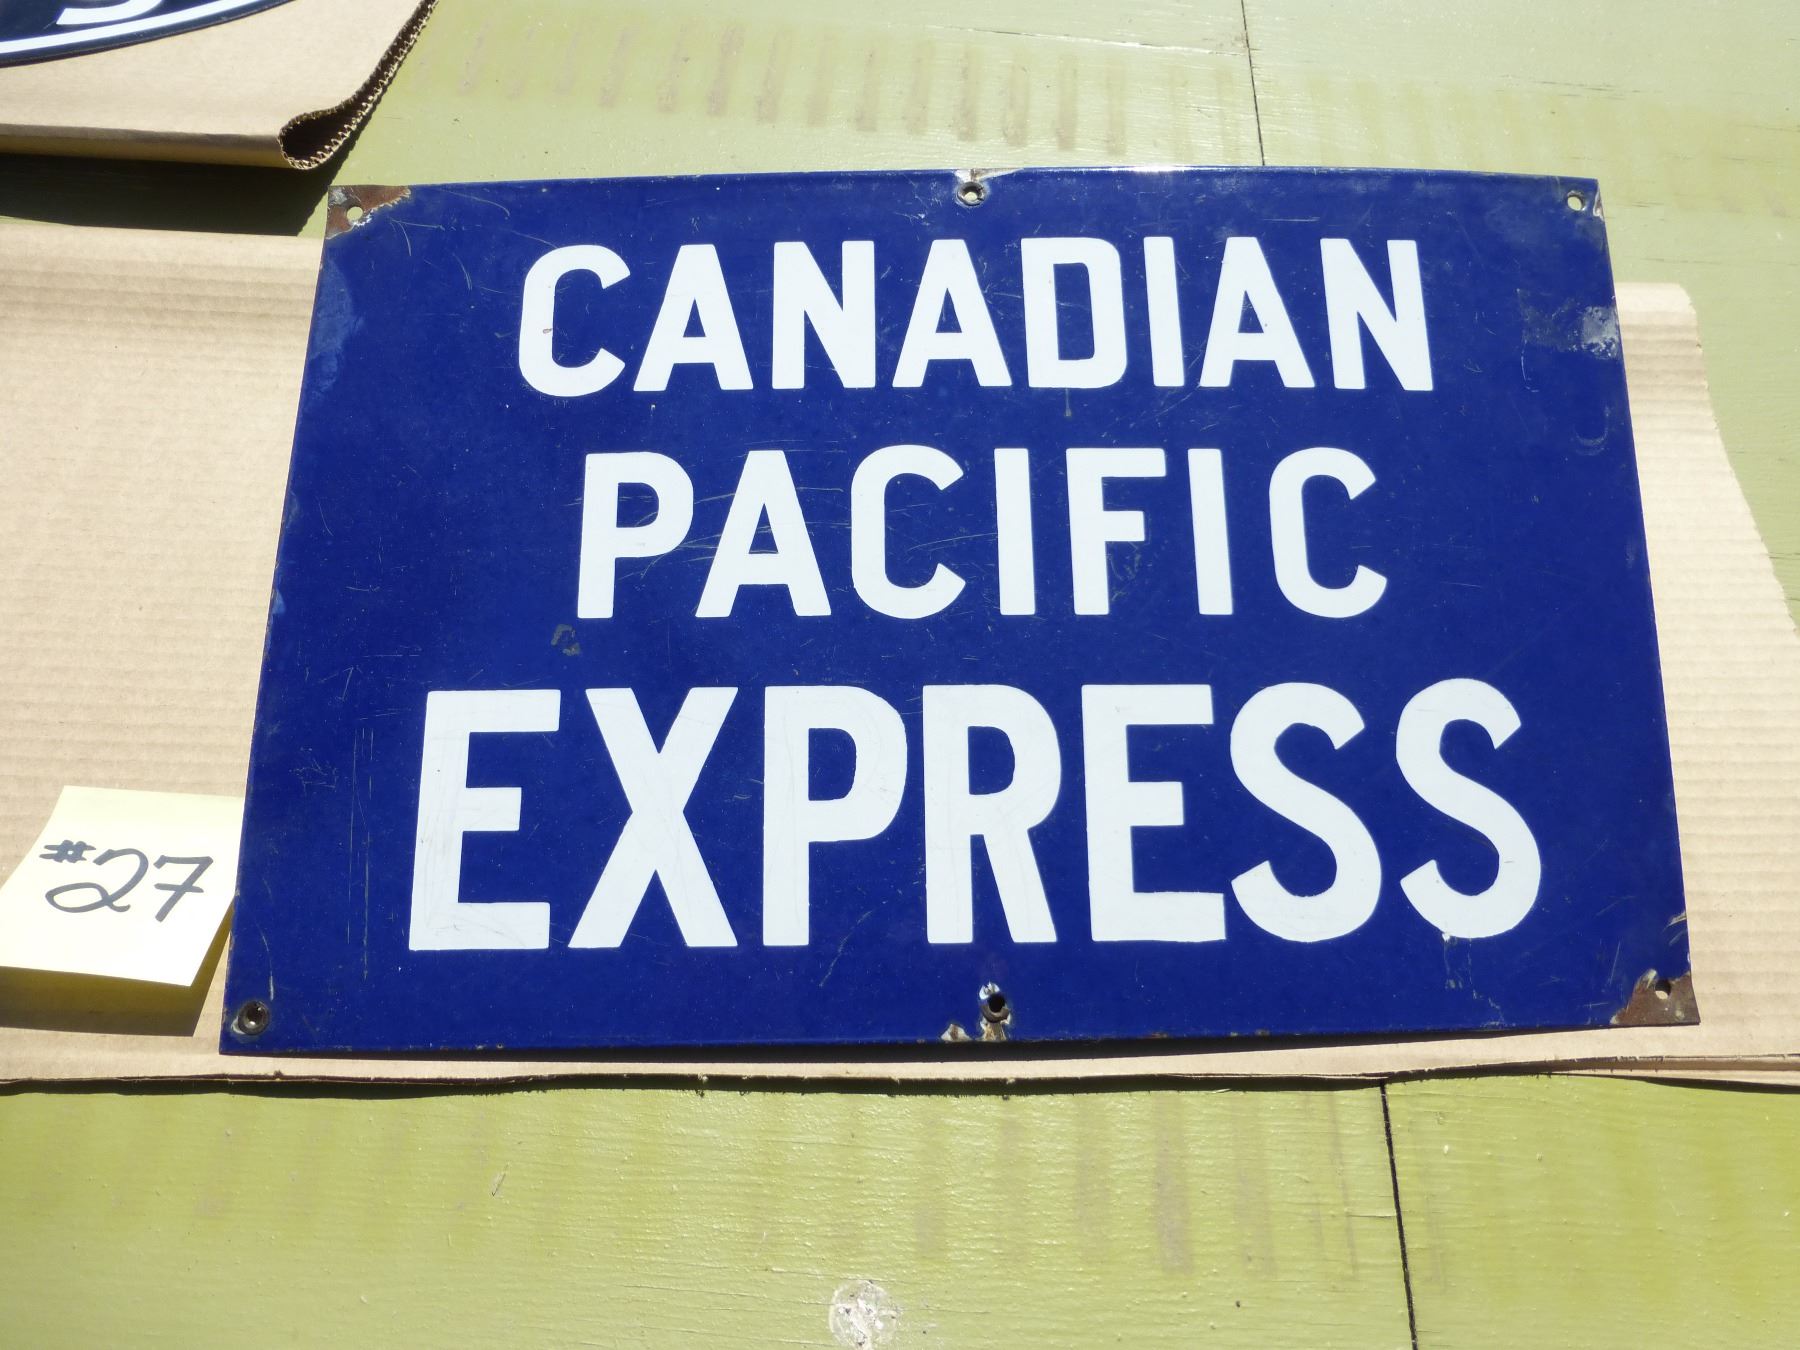 CANADIAN
PACIFIC
EXPRESS
#27